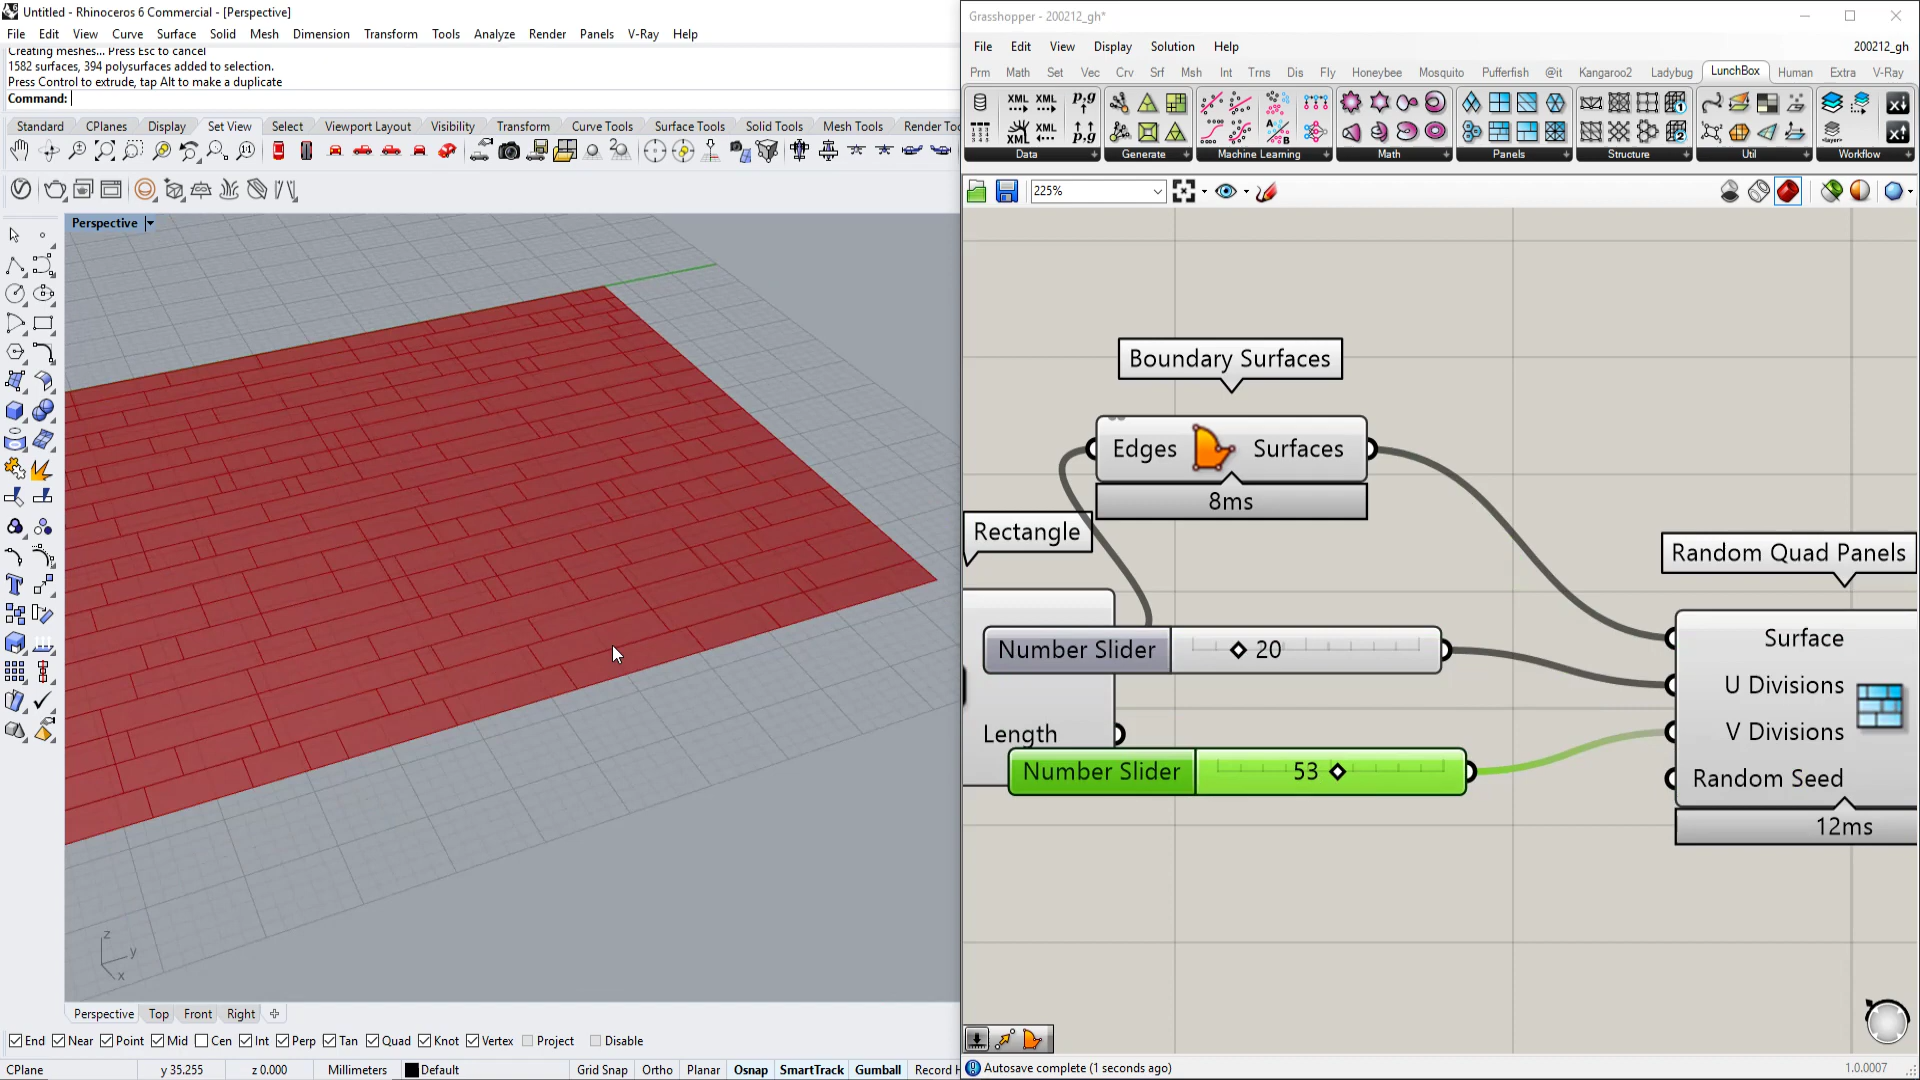 Untitled - Rhinoceros 6 Commercial - [Perspective]
File Edit View Curve Surface Solid Mesh Dimension Transform Tools Analyze Render Panels V-Ray Help
Creating meshes... Press Esc to cancel
1582 surfaces, 394 polysurfaces added to selection.
Press Control to extrude, tap Alt to make a duplicate
Command:
Standard CPlanes Display Set View Select Viewport Layout Visibility Transform Curve Tools Surface Tools Solid Tools Mesh Tools Render Too
Perspective
z
y
x
Perspective Top Front Right
End Near Point Mid Cen Int Perp Tan Quad Knot Vertex Project Disable
CPlane y 35.255 z 0.000 Millimeters Default Grid Snap Ortho Planar Osnap SmartTrack Gumball Record H
Grasshopper - 200212_gh*
File Edit View Display Solution Help 200212_gh
Prm Math Set Vec Crv Srf Msh Int Trns Dis Fly Honeybee Mosquito Pufferfish @it Kangaroo2 Ladybug LunchBox Human Extra V-Ray
XML XML p,g
XML p,g
Data Generate Machine Learning Math Panels Structure Util Workflow
225%
Boundary Surfaces
Edges Surfaces
8ms
Rectangle
Random Quad Panels
Number Slider 20
Length
Number Slider 53
Surface
U Divisions
V Divisions
Random Seed
12ms
Autosave complete (1 seconds ago) 1.0.0007